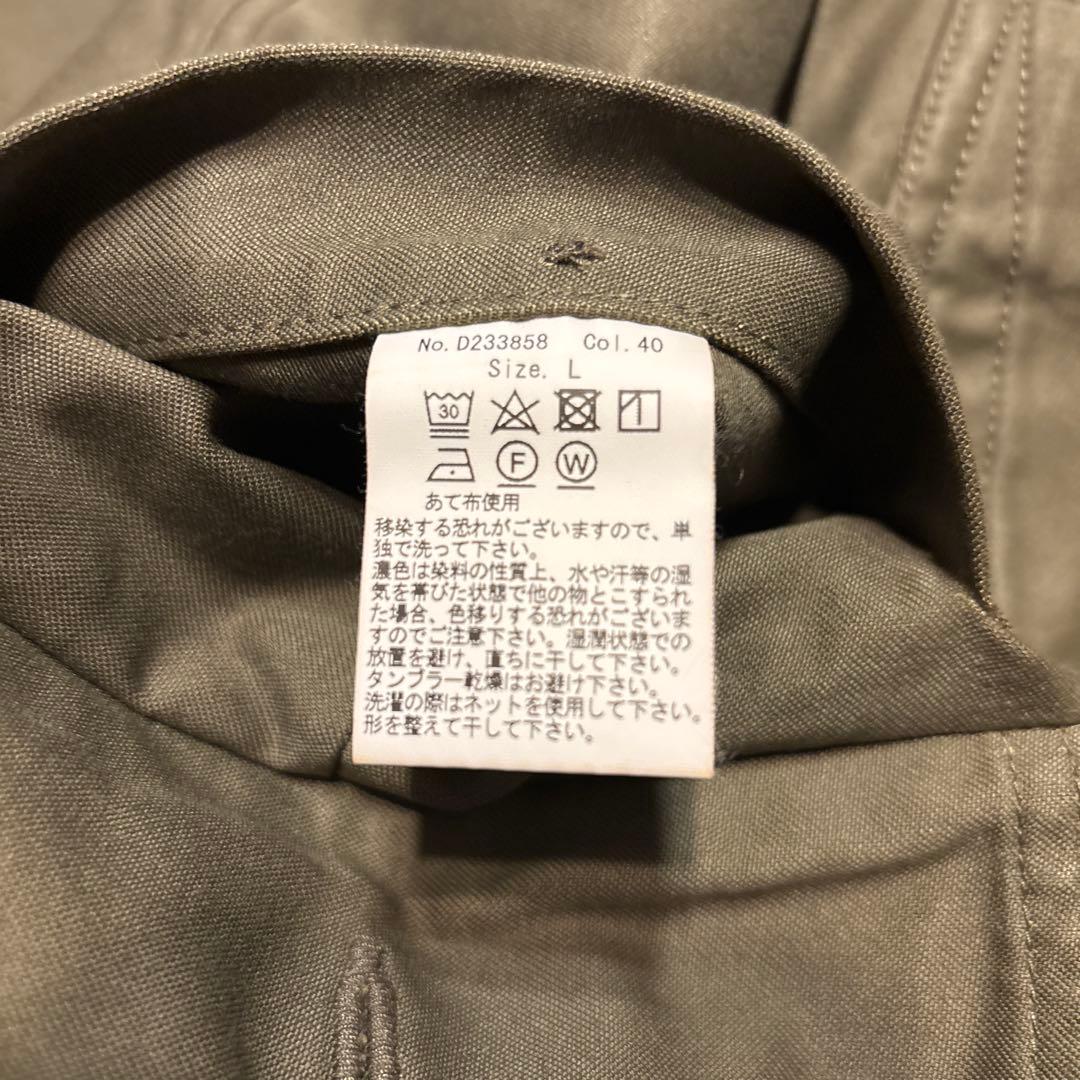 No. D233858 Col. 40
Size. L
30
F W
あて布使用
移染する恐れがございますので、単
独で洗って下さい。
濃色は染料の性質上、水や汗等の湿
気を帯びた状態で他の物とこすられ
た場合、色移りする恐れがございま
すのでご注意下さい。湿潤状態での
放置を避け、直ちに干して下さい。
タンブラー乾燥はお避け下さい。
洗濯の際はネットを使用して下さい。
形を整えて干して下さい。